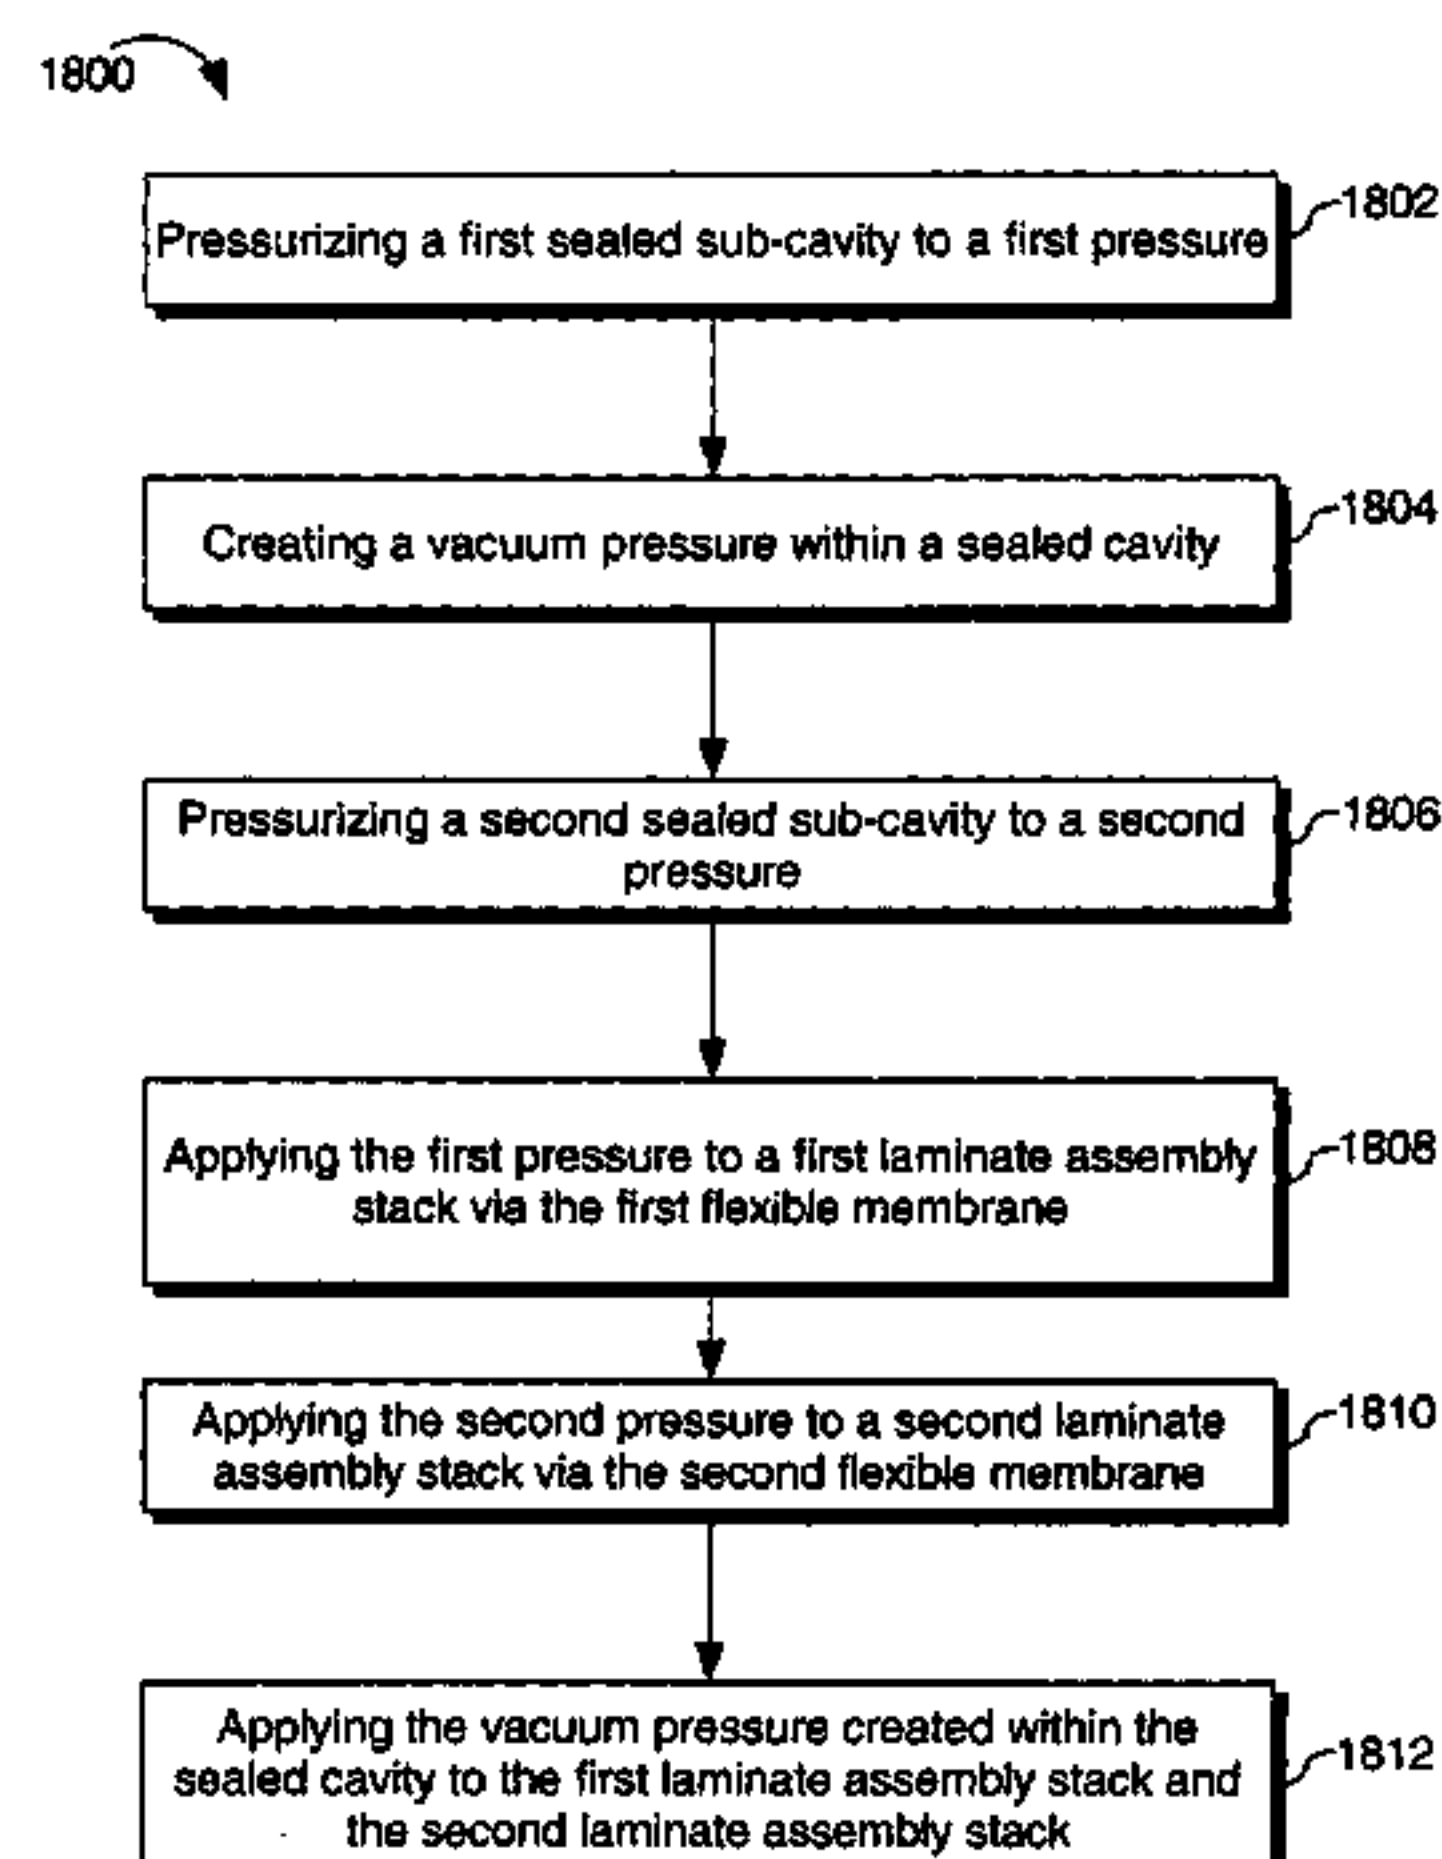 1800
Pressurizing a first sealed sub-cavity to a first pressure
1802
Creating a vacuum pressure within a sealed cavity
1804
Pressurizing a second sealed sub-cavity to a second
pressure
1806
Applying the first pressure to a first laminate assembly
stack via the first flexible membrane
1808
Applying the second pressure to a second laminate
assembly stack via the second flexible membrane
1810
Applying the vacuum pressure created within the
sealed cavity to the first laminate assembly stack and
the second laminate assembly stack
1812